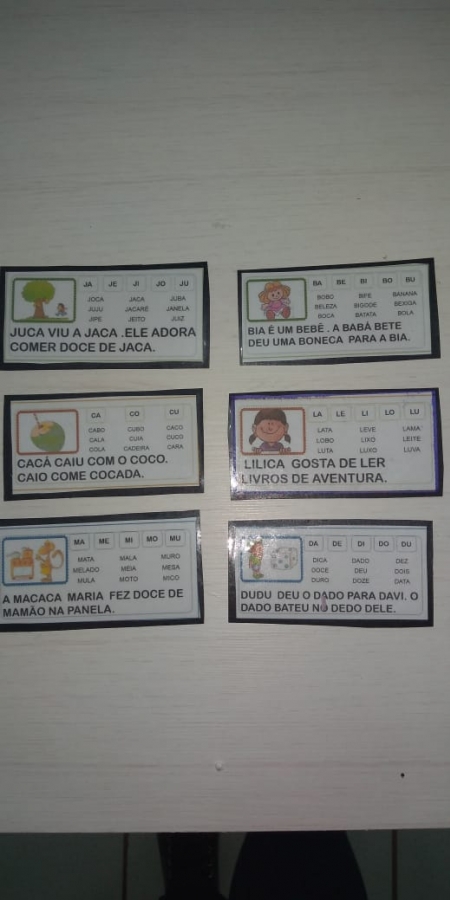 JA JE JI JO JU
JOCA JACA JUBA
JUJU JACARÉ JANELA
JIPE JEITO JUIZ
JUCA VIU A JACA .ELE ADORA
COMER DOCE DE JACA.
BA BE BI BO BU
BOBO BIFE BANANA
BELEZA BIGODE BEXIGA
BOCA BATATA BOLA
BIA É UM BEBÊ . A BABÁ BETE
DEU UMA BONECA PARA A BIA.
CA CO CU
CABO CUBO CACO
CALA CUIA CUCO
COLA CADEIRA CARA
CACÁ CAIU COM O COCO.
CAIO COME COCADA.
LA LE LI LO LU
LATA LEVE LAMA
LOBO LIXO LEITE
LUTA LUXO LUVA
LILICA GOSTA DE LER
LIVROS DE AVENTURA.
MA ME MI MO MU
MATA MALA MURO
MELADO MEIA MESA
MULA MOTO MICO
A MACACA MARIA FEZ DOCE DE
MAMÃO NA PANELA.
DA DE DI DO DU
DICA DADO DEZ
DOCE DEU DOIS
DURO DOZE DATA
DUDU DEU O DADO PARA DAVI. O
DADO BATEU NO DEDO DELE.